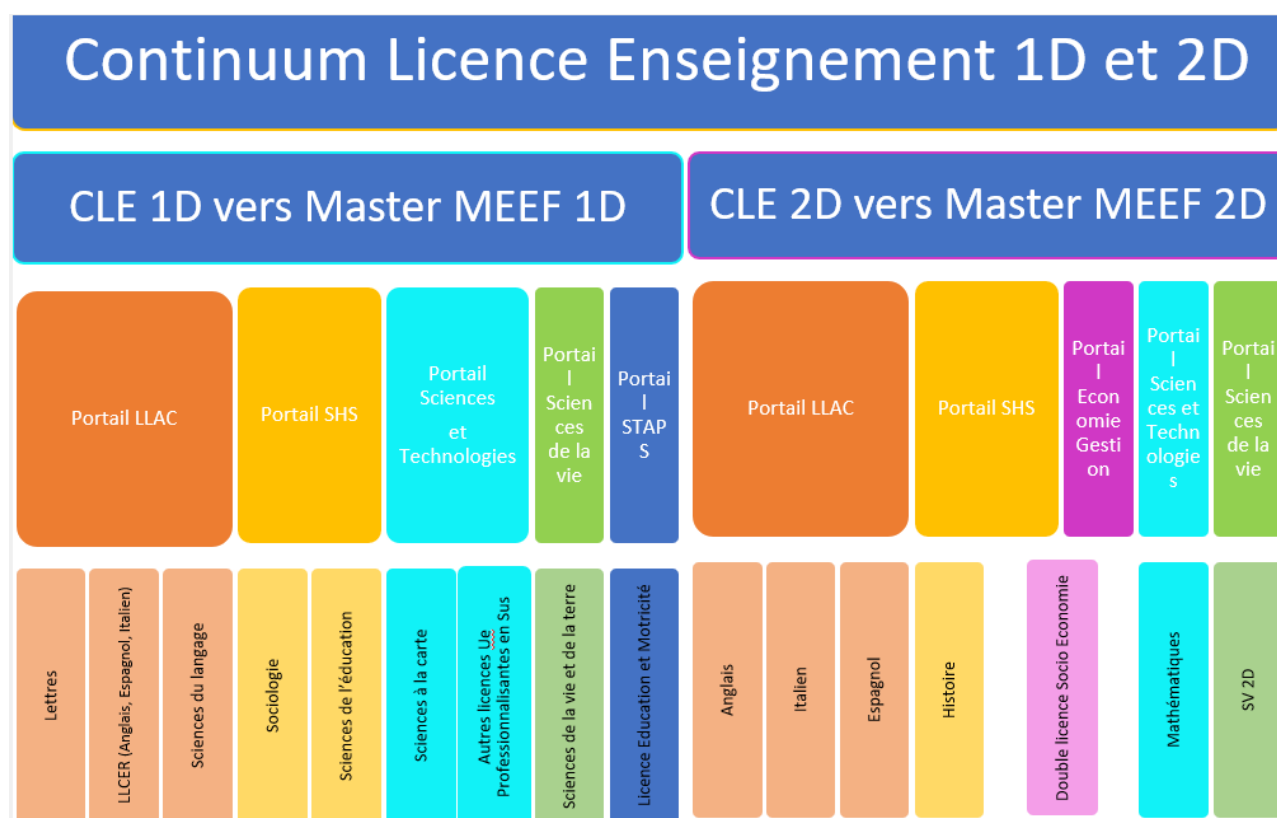 Continuum Licence Enseignement 1D et 2D
CLE 1D vers Master MEEF 1D
CLE 2D vers Master MEEF 2D
Portail LLAC
Portail SHS
Portail
Sciences
et
Technologies
Portai
l
Scien
ces
de la
vie
Portai
l
STAP
S
Portail LLAC
Portail SHS
Portai
l
Econ
omie
Gesti
on
Portai
l
Scien
ces et
Techn
ologie
s
Portai
l
Scien
ces
de la
vie
Lettres
LLCER (Anglais, Espagnol, Italien)
Sciences du langage
Sociologie
Sciences de l'éducation
Sciences à la carte
Autres licences Ue
Professionnalisantes en Sus
Sciences de la vie et de la terre
Licence Education et Motricité
Anglais
Italien
Espagnol
Histoire
Double licence Socio Economie
Mathématiques
SV 2D